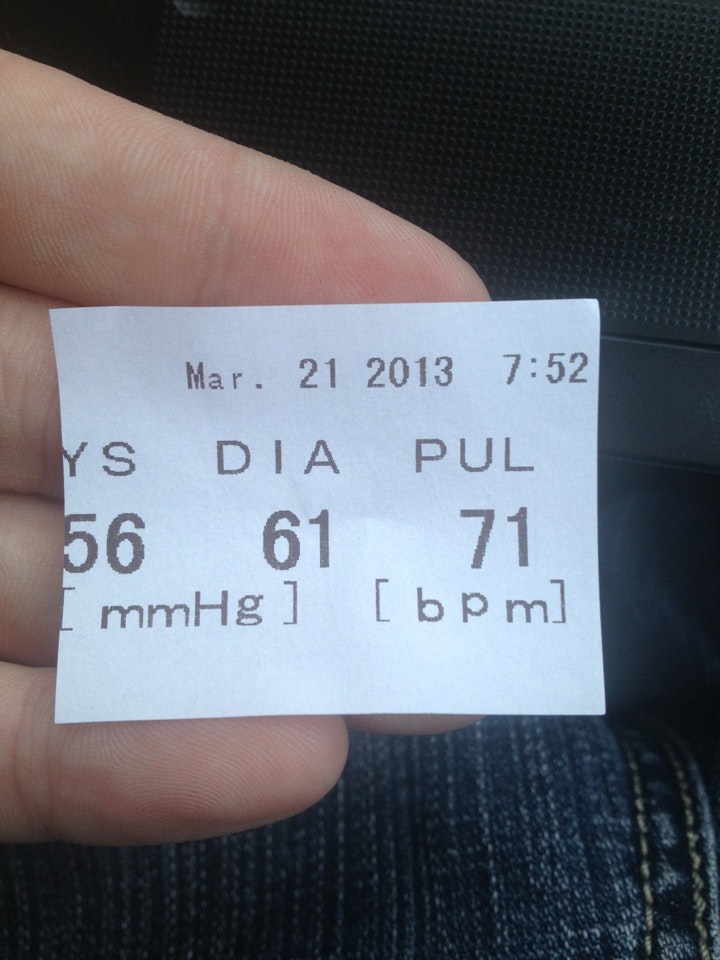 Mar. 21 2013 7:52
YS DIA PUL
56 61 71
[ mmHg ] [ bpm]